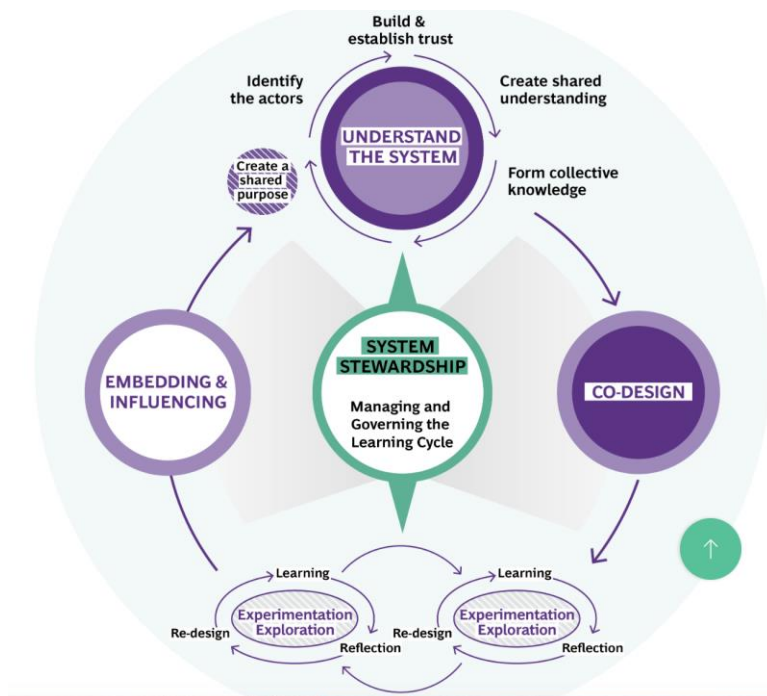 Build &
establish trust
Identify
the actors
Create shared
understanding
UNDERSTAND
THE SYSTEM
Create a
shared
purpose
Form collective
knowledge
SYSTEM
STEWARDSHIP
Managing and
Governing the
Learning Cycle
EMBEDDING &
INFLUENCING
CO-DESIGN
Learning
Experimentation
Exploration
Re-design
Reflection
Learning
Experimentation
Exploration
Re-design
Reflection